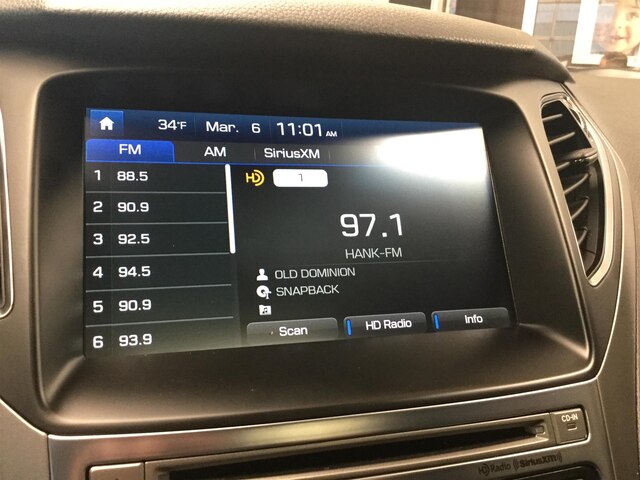 34°F Mar. 6 11:01 AM
FM AM SiriusXM
1 88.5
2 90.9
3 92.5
4 94.5
5 90.9
6 93.9
HD 1
97.1
HANK-FM
OLD DOMINION
SNAPBACK
Scan HD Radio Info
CD-IN
HD Radio SiriusXM